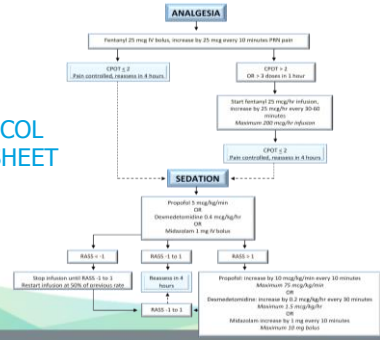 ANALGESIA
Fentanyl 25 mcg IV bolus, increase by 25 mcg every 10 minutes PRN pain
CPOT ≤ 2
Pain controlled, reassess in 4 hours
CPOT > 2
OR > 3 doses in 1 hour
Start fentanyl 25 mcg/hr infusion,
increase by 25 mcg/hr every 30-60
minutes
Maximum 200 mcg/hr infusion
COL
SHEET
CPOT ≤ 2
Pain controlled, reassess in 4 hours
SEDATION
Propofol 5 mcg/kg/min
OR
Dexmedetomidine 0.4 mcg/kg/hr
OR
Midazolam 1 mg IV bolus
RASS < -1
RASS -1 to 1
RASS > 1
Stop infusion until RASS -1 to 1
Restart infusion at 50% of previous rate
Reassess in 4
hours
RASS -1 to 1
Propofol: increase by 10 mcg/kg/min every 10 minutes
Maximum 75 mcg/kg/min
OR
Dexmedetomidine: increase by 0.2 mcg/kg/hr every 30 minutes
Maximum 1.5 mcg/kg/hr
OR
Midazolam: increase by 1 mg every 10 minutes
Maximum 10 mg bolus